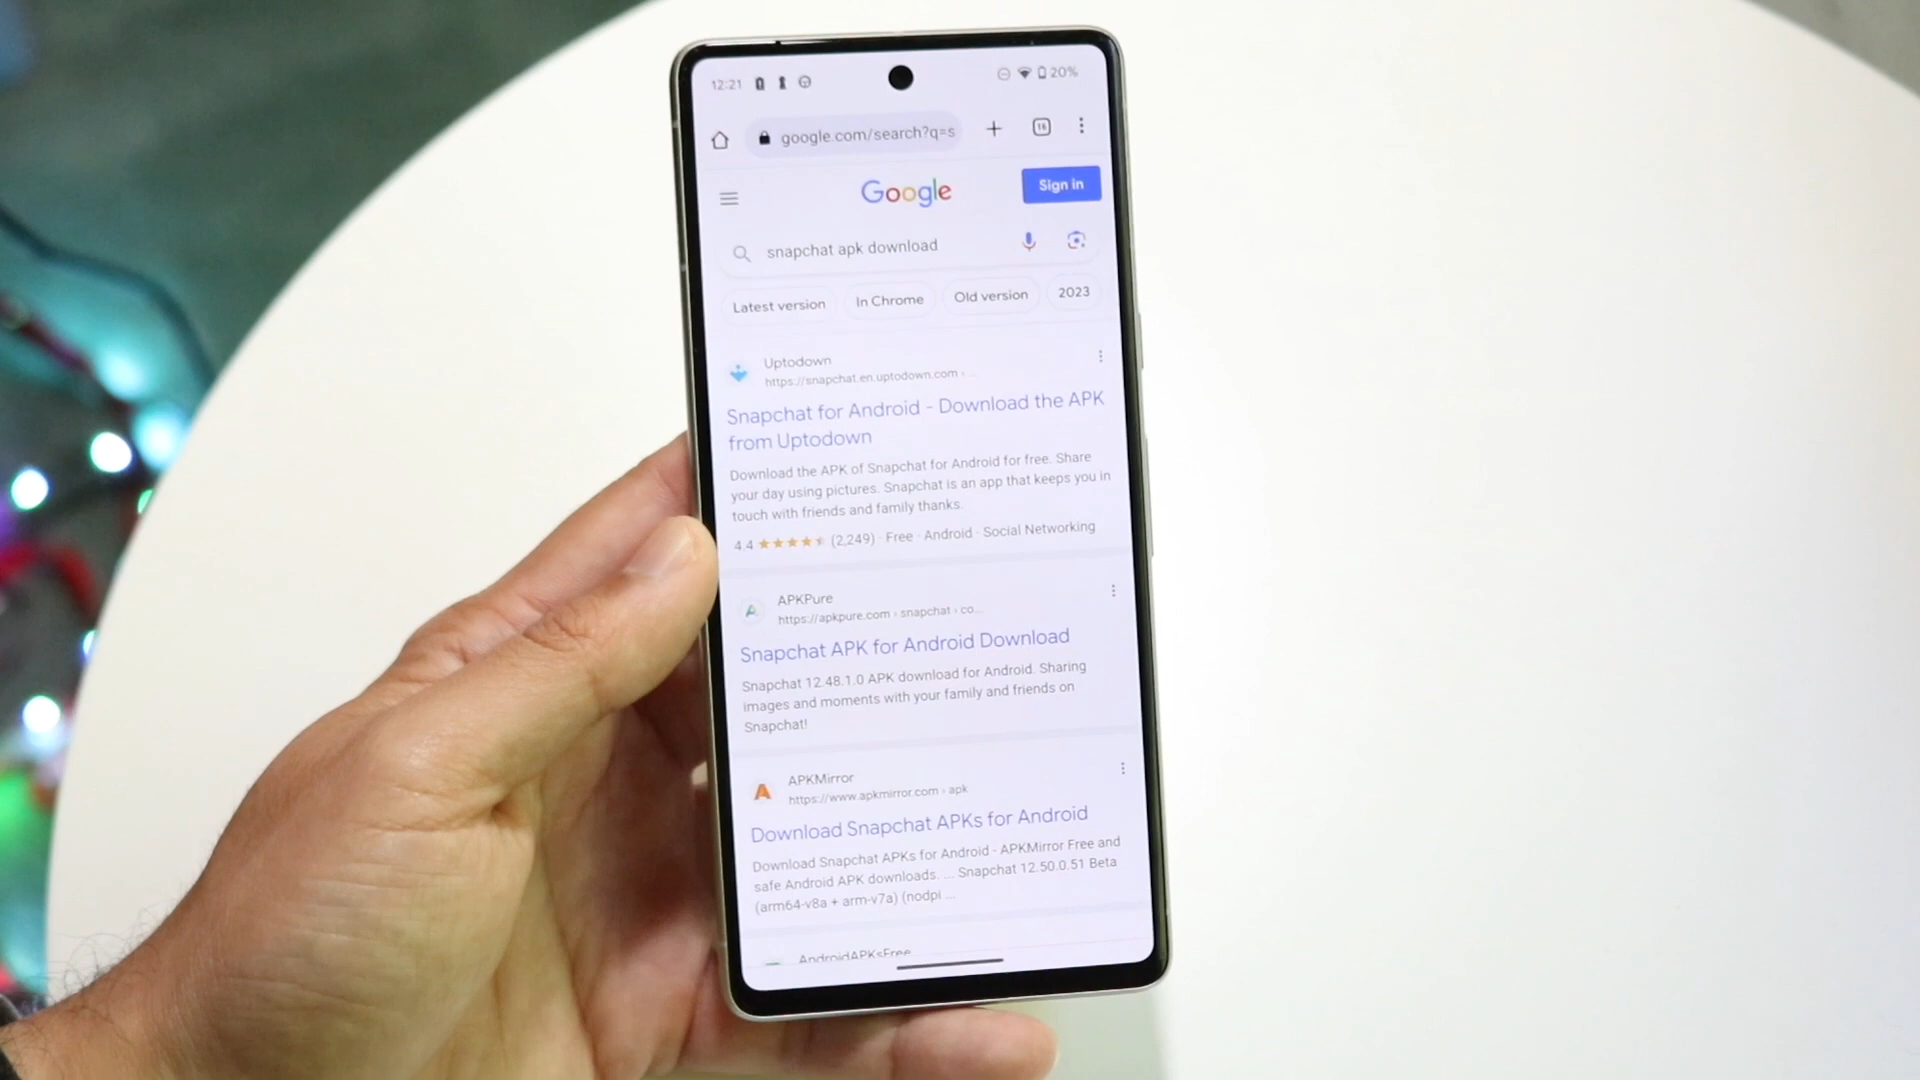 12:21
20%
google.com/search?q=s
16
Google
Sign in
snapchat apk download
Latest version
In Chrome
Old version
2023
Uptodown
https://snapchat.en.uptodown.com › ...
Snapchat for Android - Download the APK
from Uptodown
Download the APK of Snapchat for Android for free. Share
your day using pictures. Snapchat is an app that keeps you in
touch with friends and family thanks.
4.4 ★★★★★ (2,249) · Free · Android · Social Networking
APKPure
https://apkpure.com › snapchat › co...
Snapchat APK for Android Download
Snapchat 12.48.1.0 APK download for Android. Sharing
images and moments with your family and friends on
Snapchat!
APKMirror
https://www.apkmirror.com › apk
Download Snapchat APKs for Android
Download Snapchat APKs for Android - APKMirror Free and
safe Android APK downloads. ... Snapchat 12.50.0.51 Beta
(arm64-v8a + arm-v7a) (nodpi ...
AndroidAPKsFree